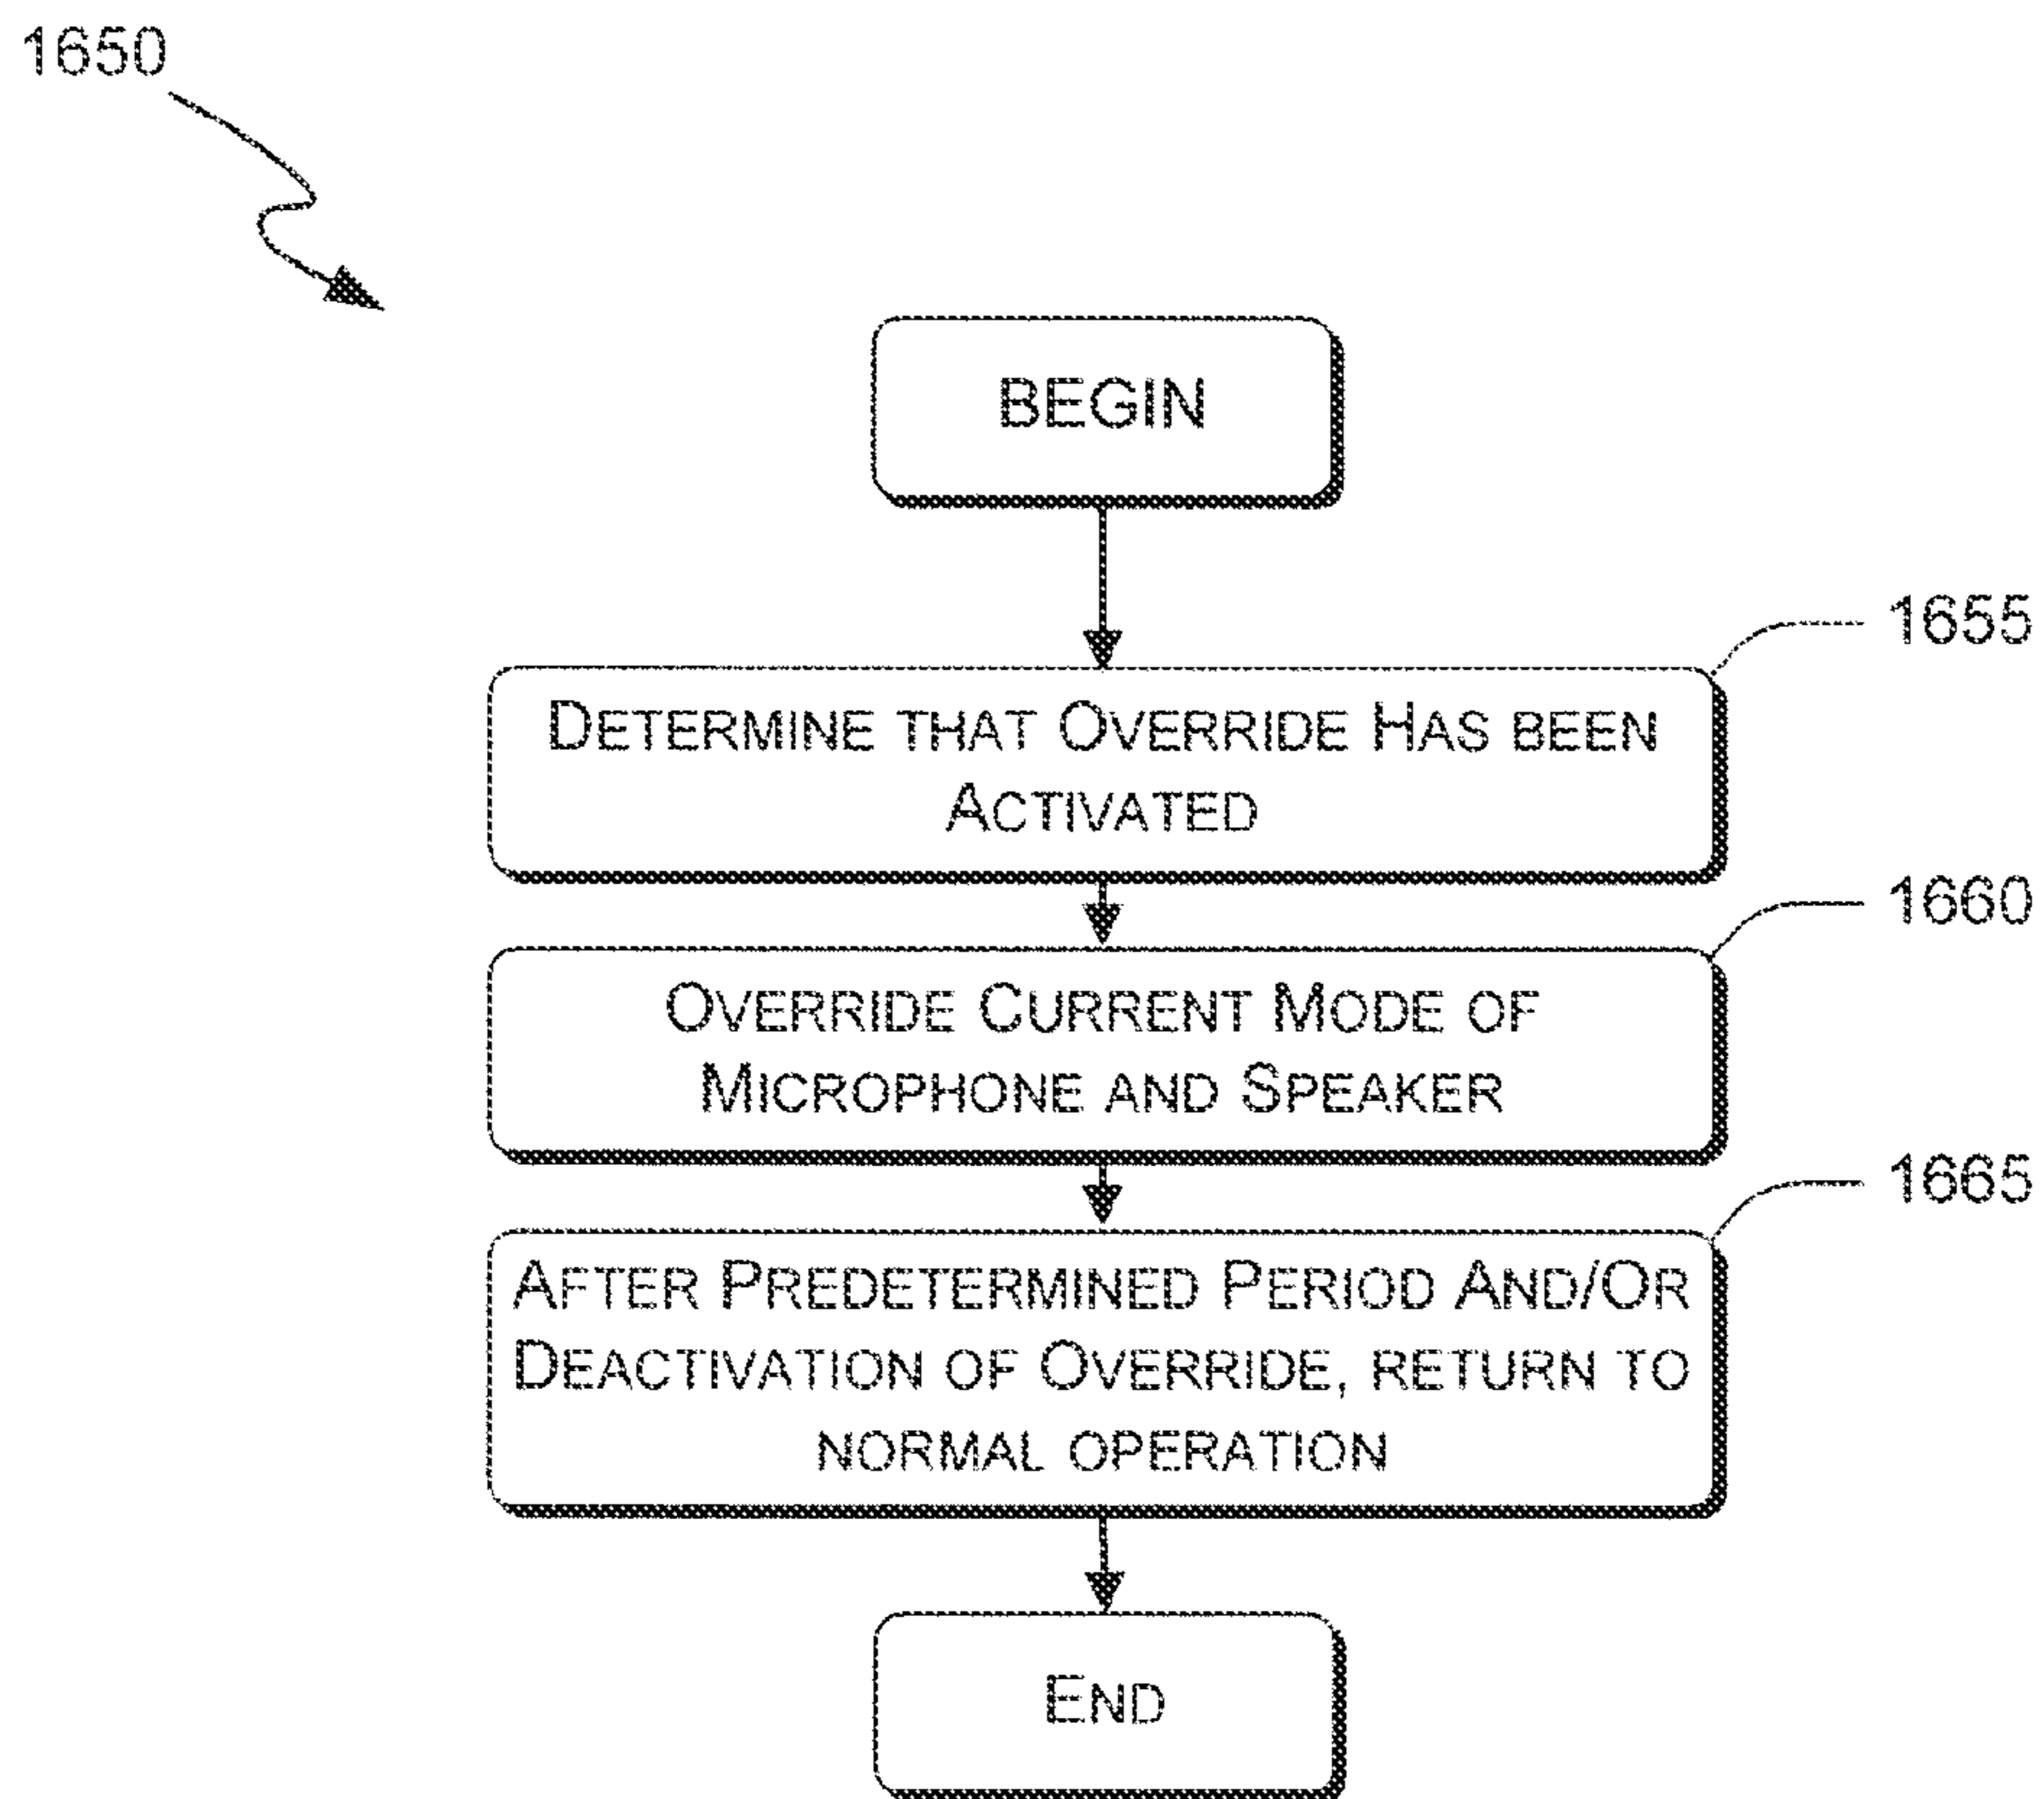 1650
BEGIN
1655
DETERMINE THAT OVERRIDE HAS BEEN
ACTIVATED
1660
OVERRIDE CURRENT MODE OF
MICROPHONE AND SPEAKER
1665
AFTER PREDETERMINED PERIOD AND/OR
DEACTIVATION OF OVERRIDE, RETURN TO
NORMAL OPERATION
END